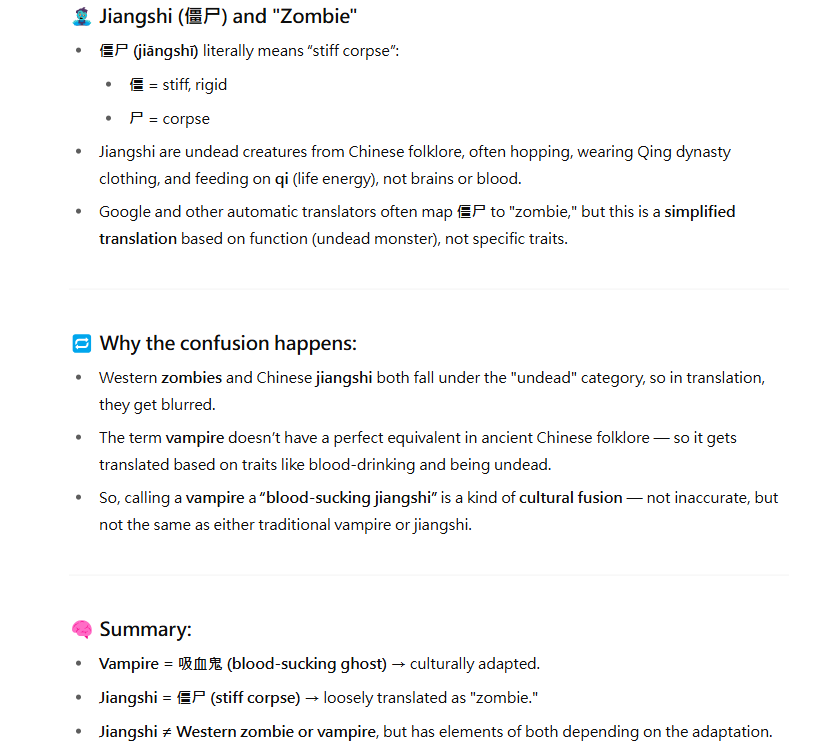 Jiangshi (僵尸) and "Zombie"
僵尸 (jiāngshī) literally means “stiff corpse”:
僵 = stiff, rigid
尸 = corpse
Jiangshi are undead creatures from Chinese folklore, often hopping, wearing Qing dynasty
clothing, and feeding on qi (life energy), not brains or blood.
Google and other automatic translators often map 僵尸 to "zombie," but this is a simplified
translation based on function (undead monster), not specific traits.
Why the confusion happens:
Western zombies and Chinese jiangshi both fall under the "undead" category, so in translation,
they get blurred.
The term vampire doesn’t have a perfect equivalent in ancient Chinese folklore — so it gets
translated based on traits like blood-drinking and being undead.
So, calling a vampire a “blood-sucking jiangshi” is a kind of cultural fusion — not inaccurate, but
not the same as either traditional vampire or jiangshi.
Summary:
Vampire = 吸血鬼 (blood-sucking ghost) → culturally adapted.
Jiangshi = 僵尸 (stiff corpse) → loosely translated as "zombie."
Jiangshi ≠ Western zombie or vampire, but has elements of both depending on the adaptation.